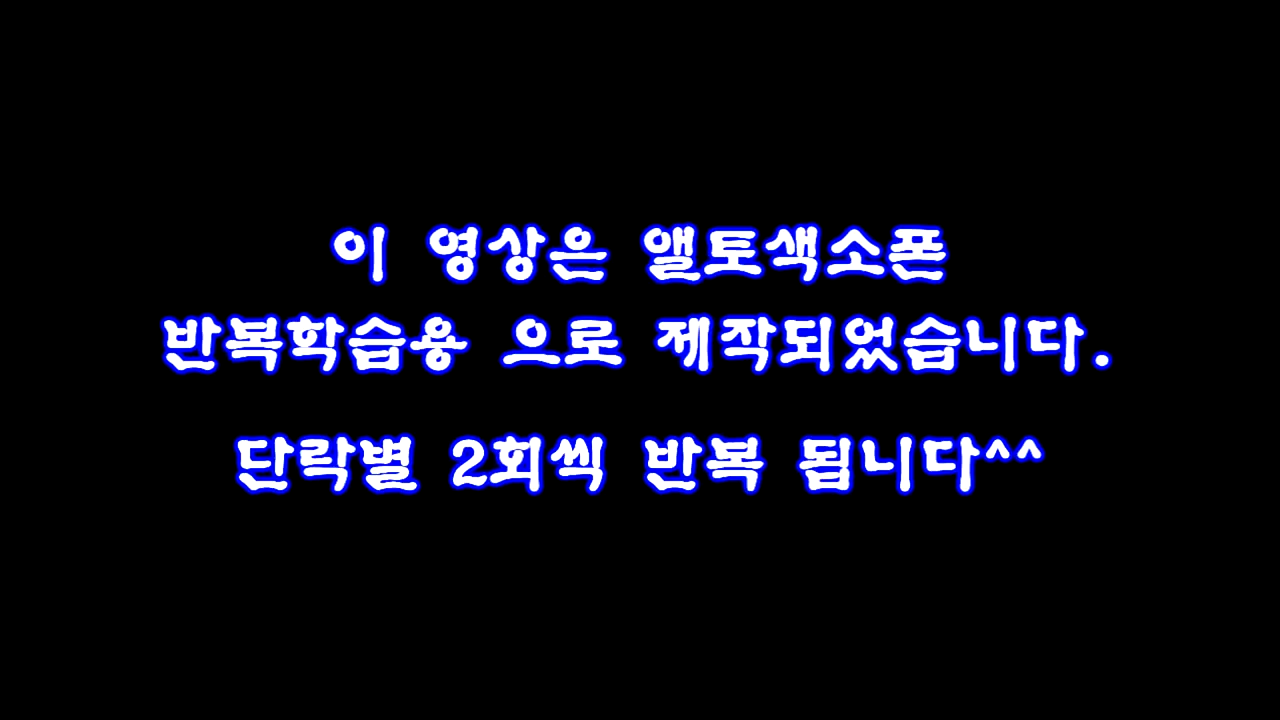 이 영상은 앨토색소폰
반복학습용 으로 제작되었습니다.
단락별 2회씩 반복 됩니다^^